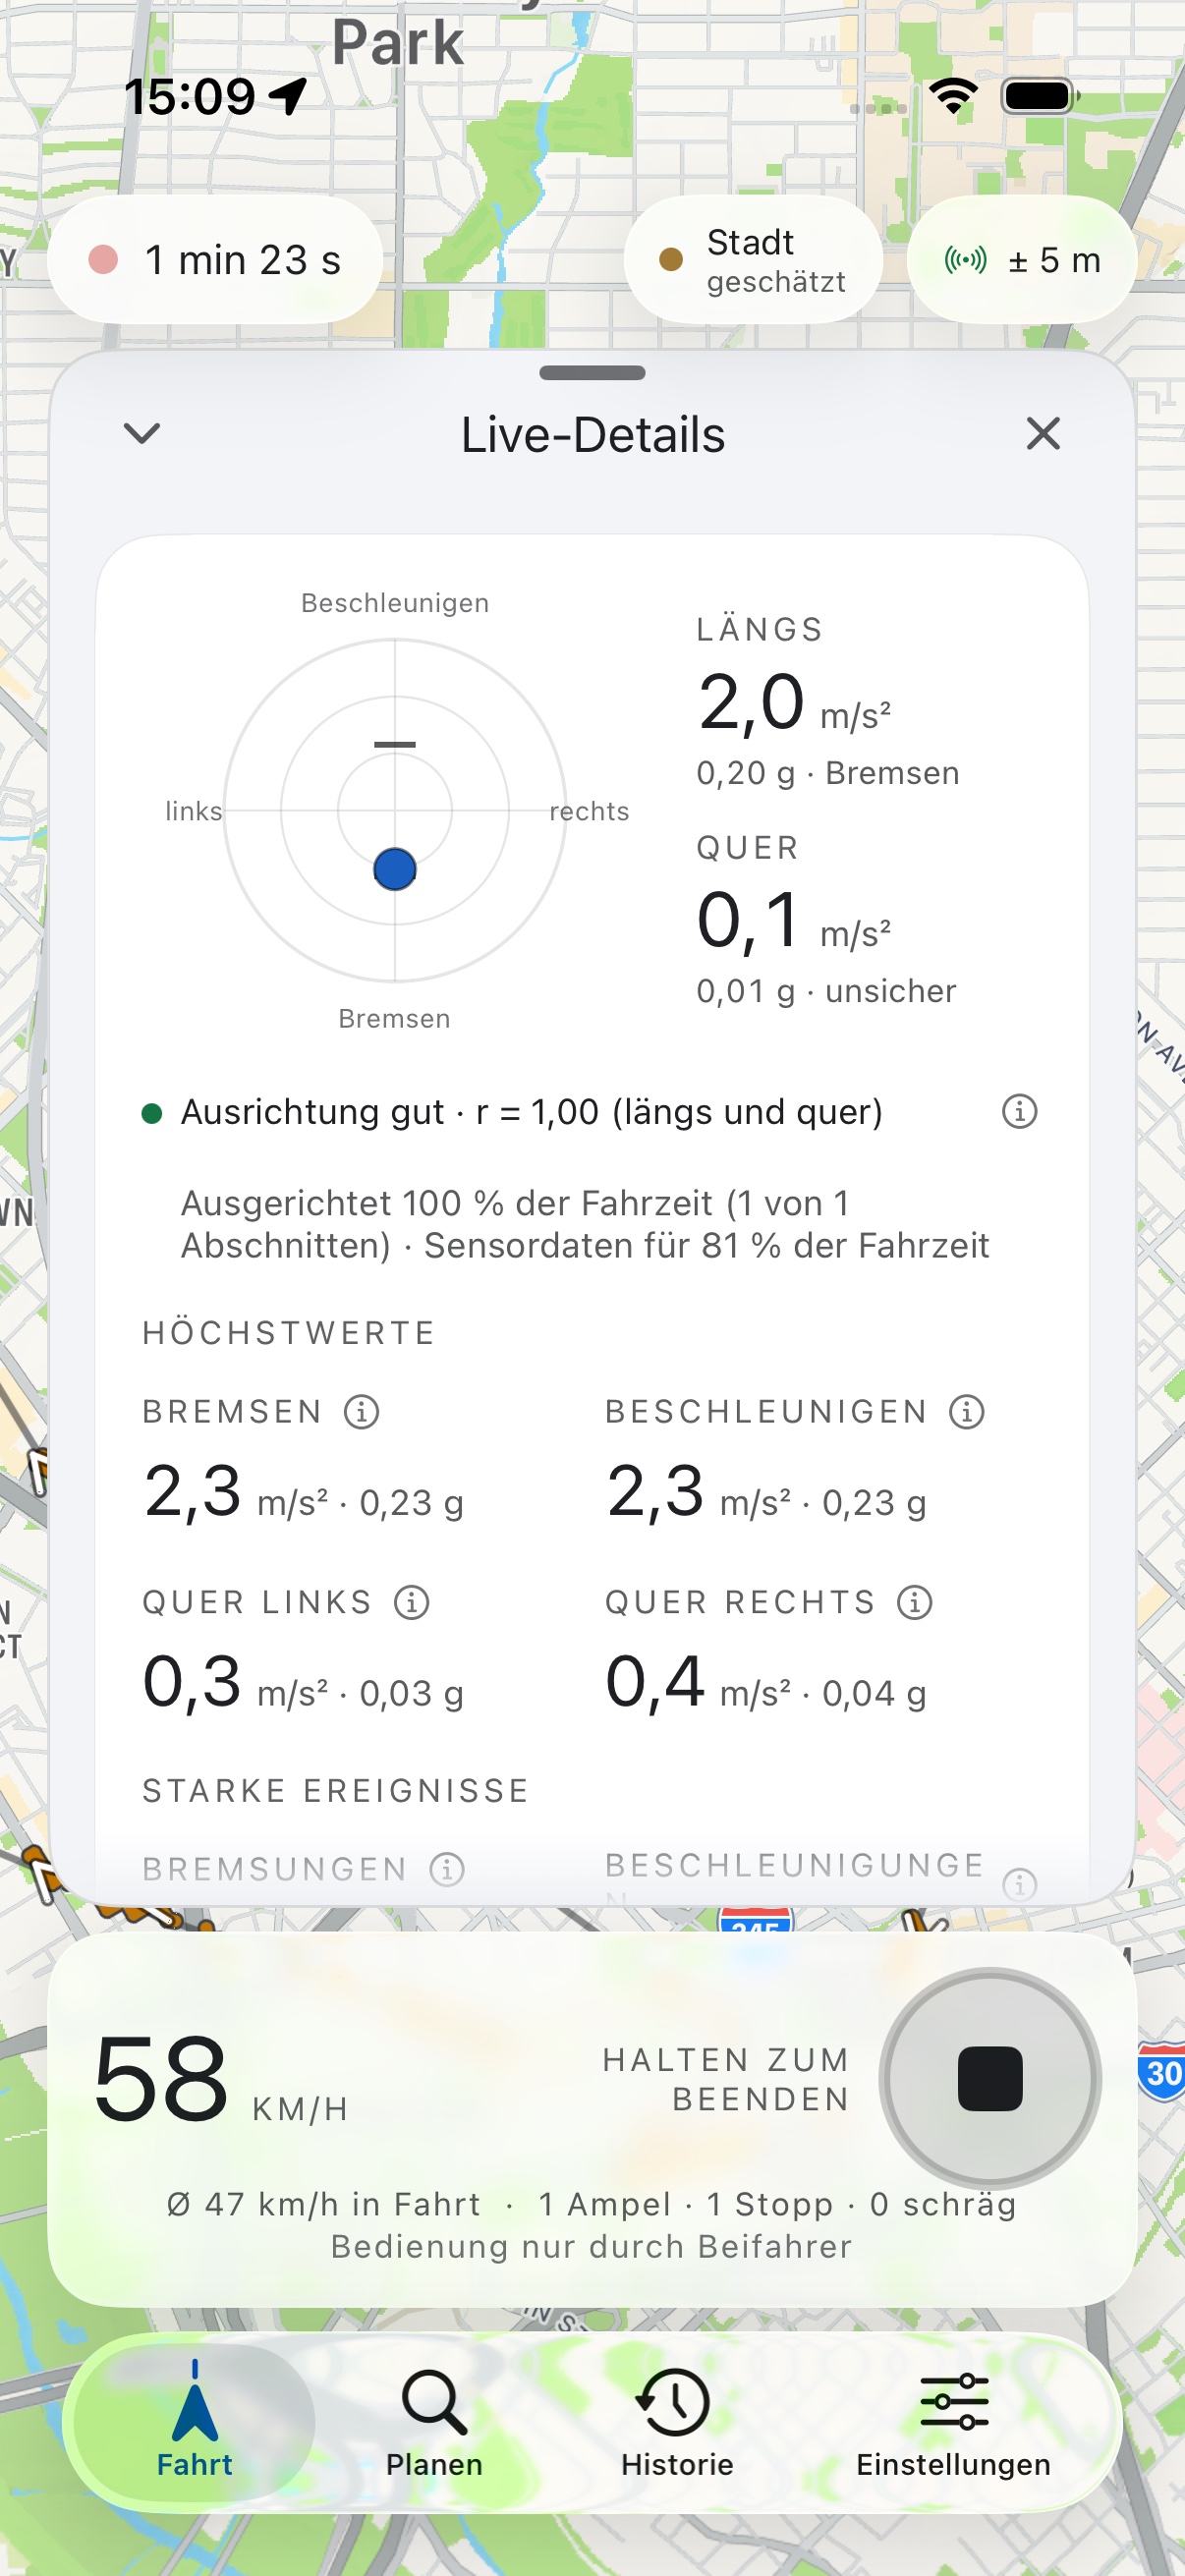 Park
15:09
1 min 23 s
Stadt
geschätzt
± 5 m
Live-Details
Beschleunigen
links
rechts
Bremsen
LÄNGS
2,0 m/s²
0,20 g · Bremsen
QUER
0,1 m/s²
0,01 g · unsicher
Ausrichtung gut · r = 1,00 (längs und quer)
Ausgerichtet 100 % der Fahrzeit (1 von 1
Abschnitten) · Sensordaten für 81 % der Fahrzeit
HÖCHSTWERTE
BREMSEN
2,3 m/s² · 0,23 g
BESCHLEUNIGEN
2,3 m/s² · 0,23 g
QUER LINKS
0,3 m/s² · 0,03 g
QUER RECHTS
0,4 m/s² · 0,04 g
STARKE EREIGNISSE
BREMSUNGEN
BESCHLEUNIGUNGE
N
58 KM/H
HALTEN ZUM
BEENDEN
Ø 47 km/h in Fahrt · 1 Ampel · 1 Stopp · 0 schräg
Bedienung nur durch Beifahrer
30
Fahrt
Planen
Historie
Einstellungen